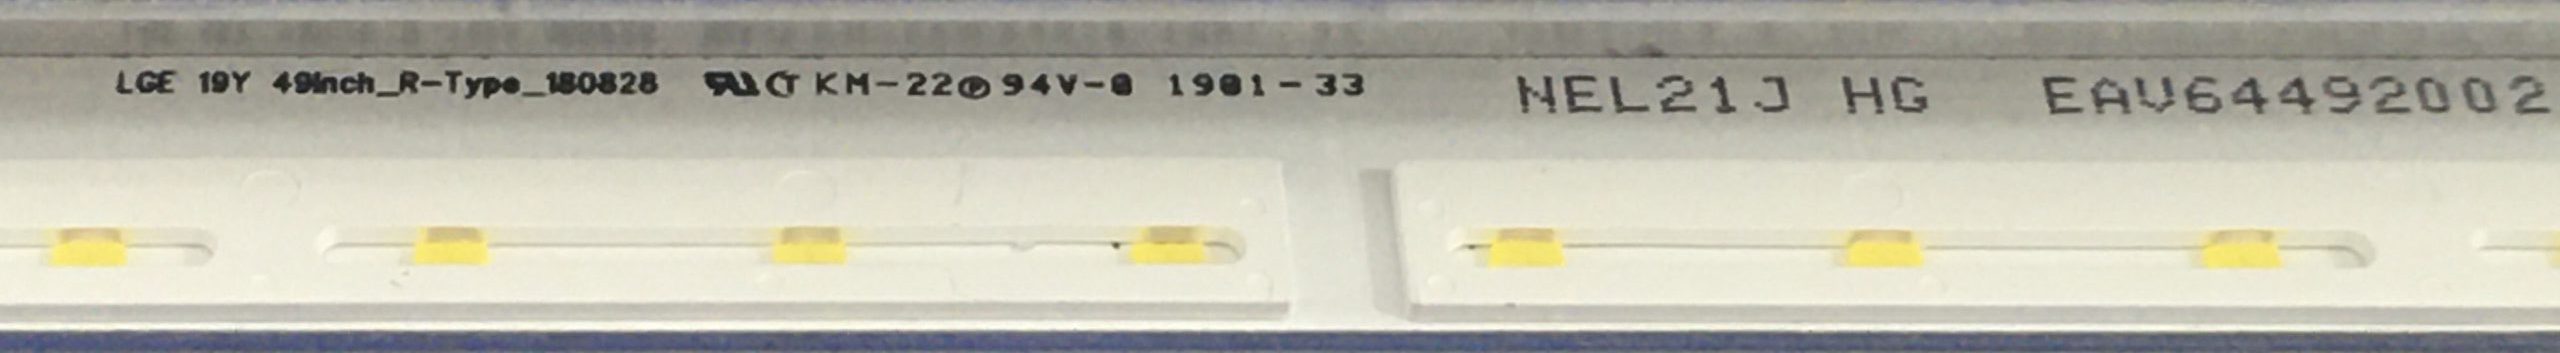 LGE 19Y 49inch_R-Type_180828 KM-22 94V-0 1901-33 NEL21J HG EAV64492002